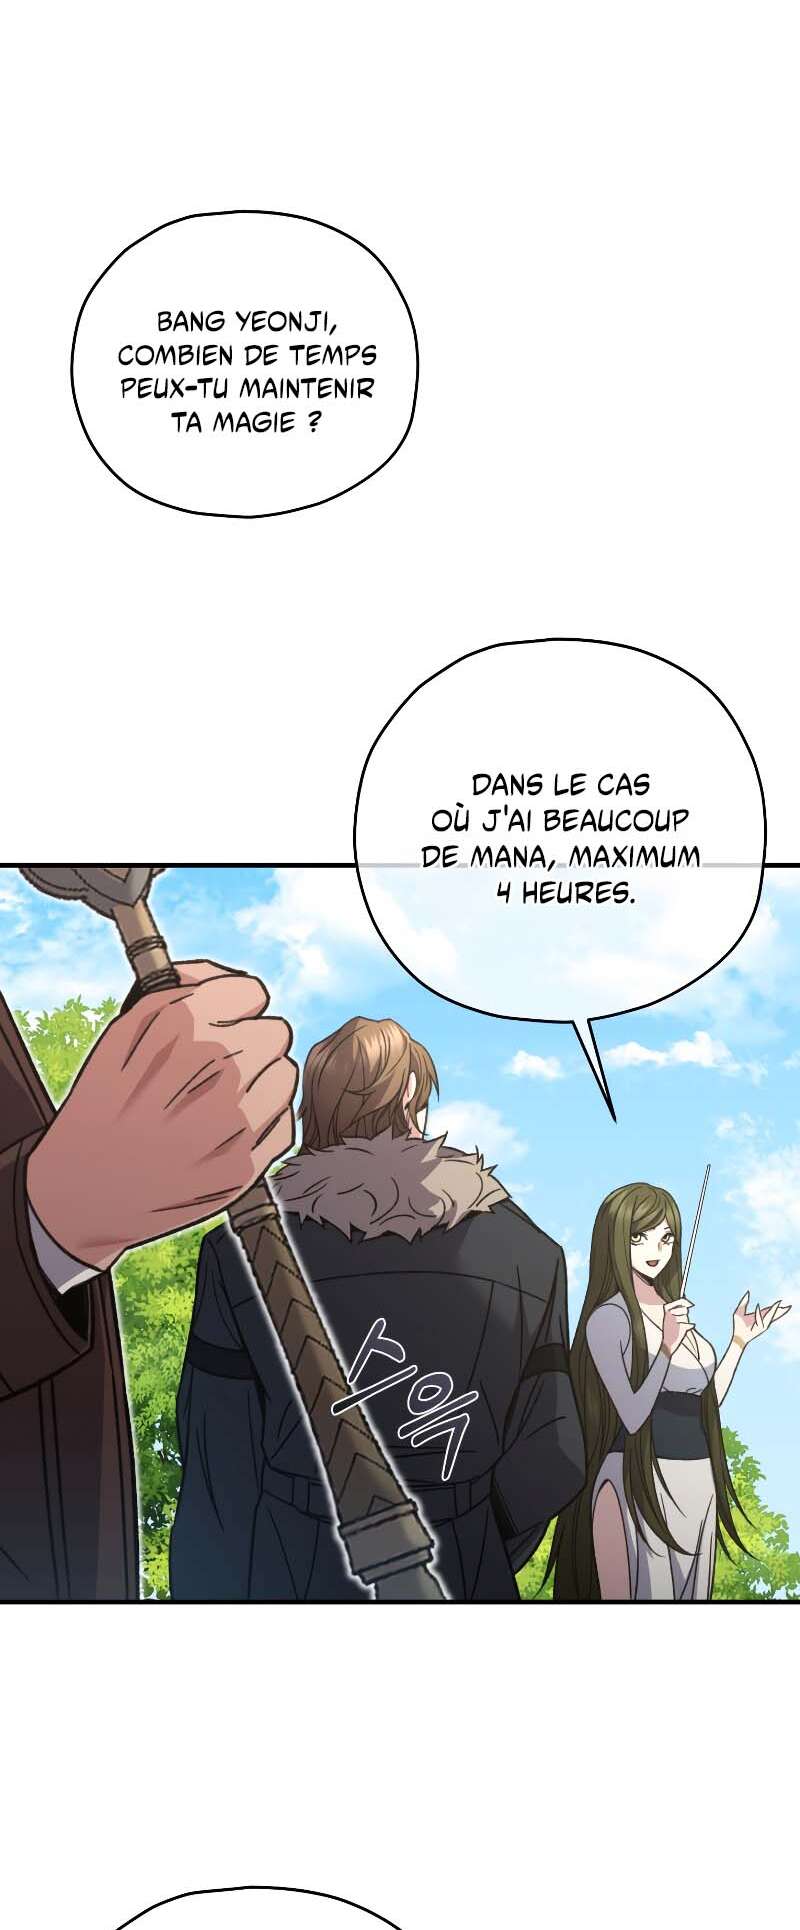 BANG YEONJI,
COMBIEN DE TEMPS
PEUX-TU MAINTENIR
TA MAGIE ?
DANS LE CAS
OÙ J'AI BEAUCOUP
DE MANA, MAXIMUM
4 HEURES.
스윽